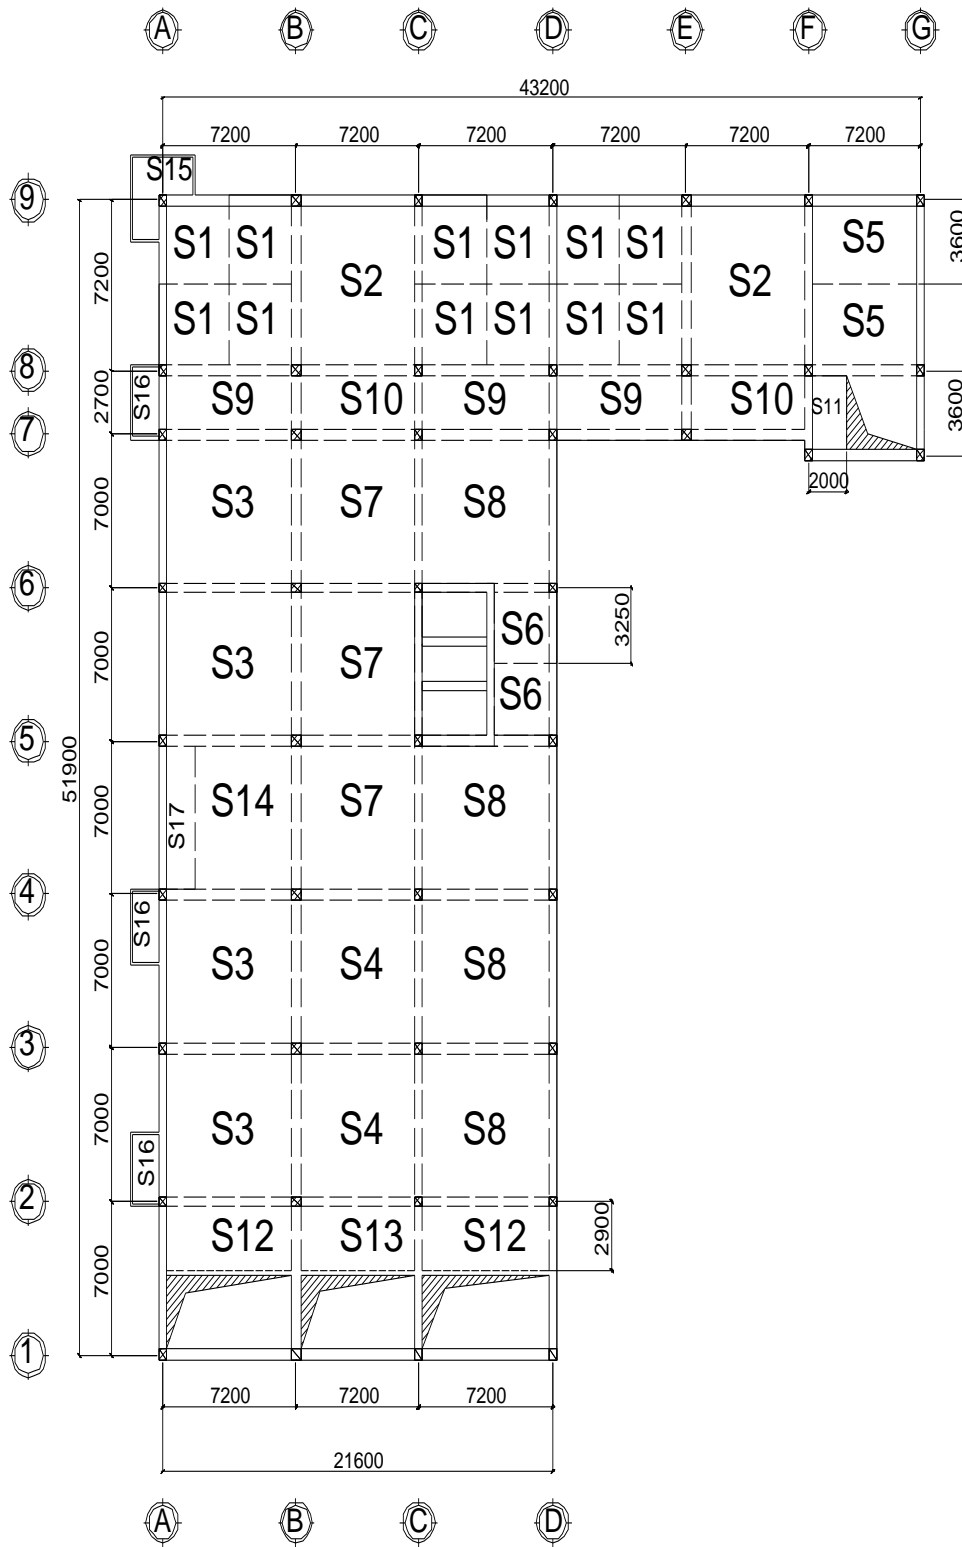 A B C D E F G
43200
7200 7200 7200 7200 7200 7200
S15
9
S1 S1 S2 S1 S1 S1 S1 S2 S5
3600
7200
S1 S1 S1 S1 S1 S1 S5
8
2700 S16 S9 S10 S9 S9 S10 S11
3600
7
2000
7000 S3 S7 S8
6
S6 3250
7000 S3 S7
S6
5
51900
7000 S17 S14 S7 S8
4
S16
7000 S3 S4 S8
3
7000 S3 S4 S8
S16
2
S12 S13 S12 2900
7000
1
7200 7200 7200
21600
A B C D